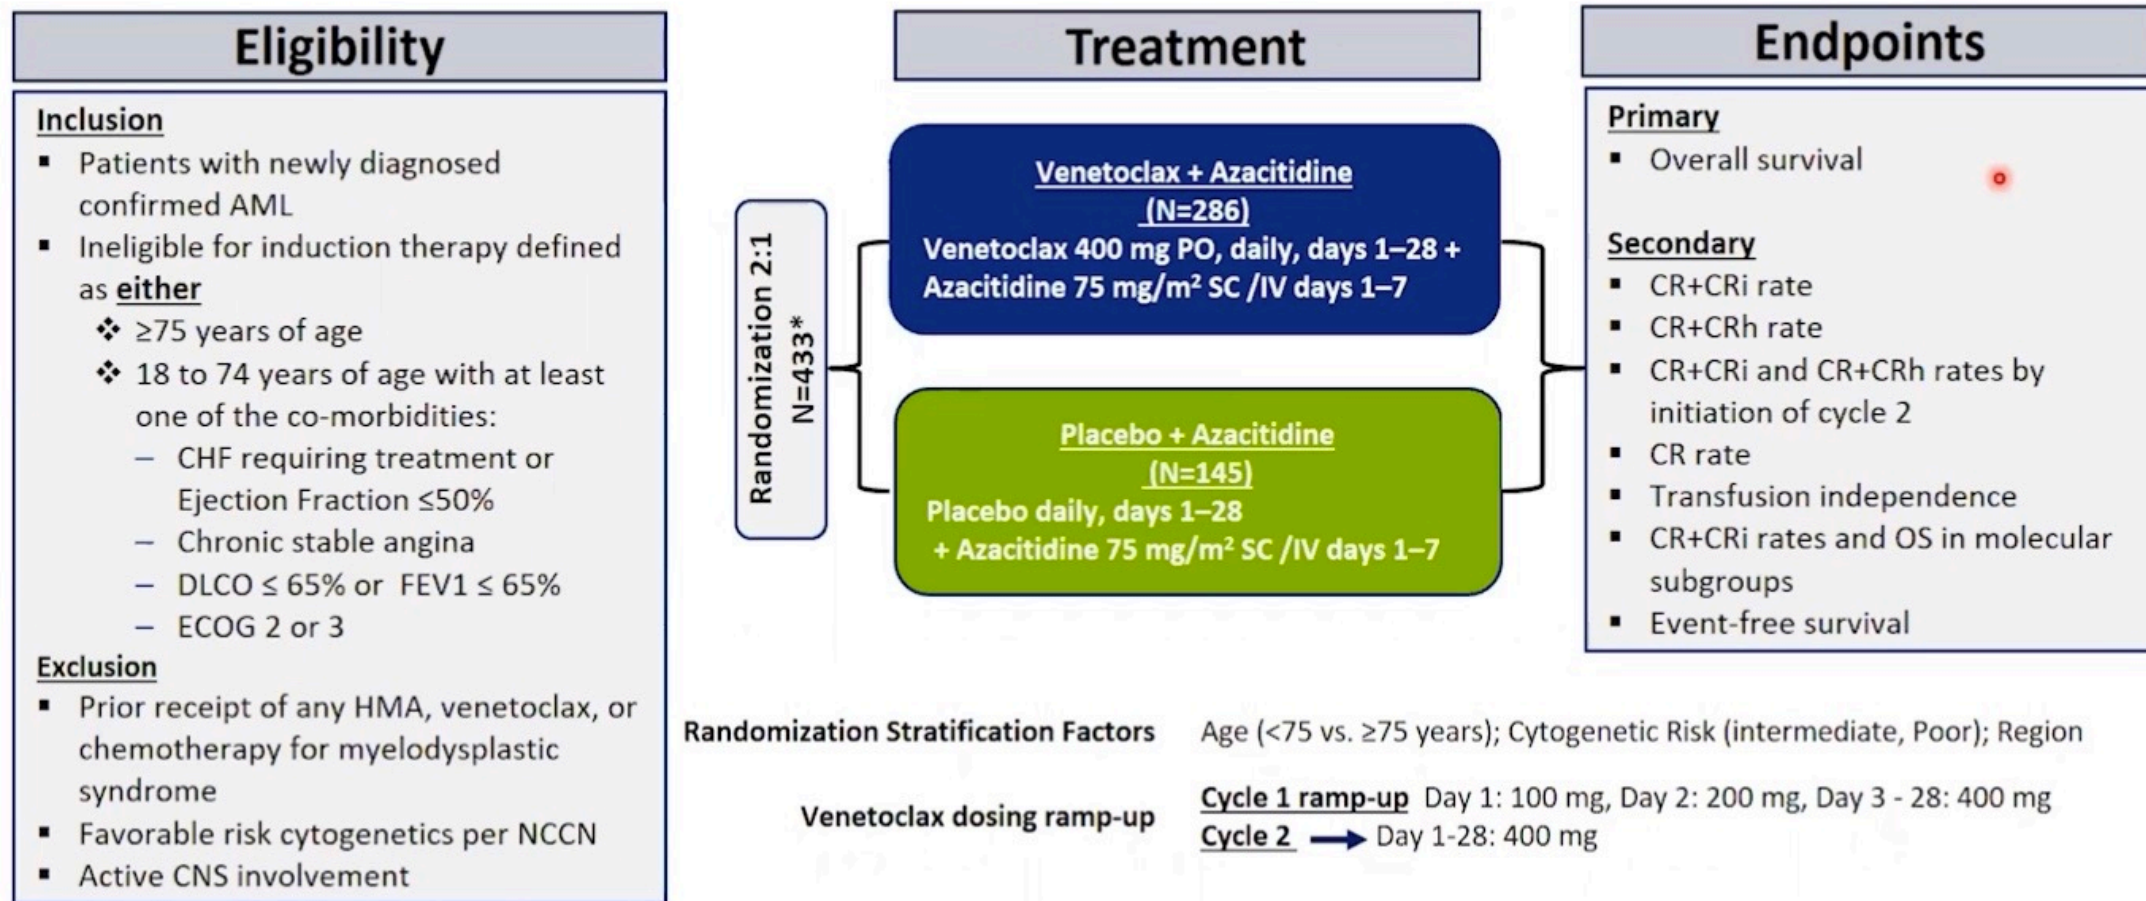 Eligibility
Inclusion
▪ Patients with newly diagnosed
confirmed AML
▪ Ineligible for induction therapy defined
as either
❖ ≥75 years of age
❖ 18 to 74 years of age with at least
one of the co-morbidities:
– CHF requiring treatment or
Ejection Fraction ≤50%
– Chronic stable angina
– DLCO ≤ 65% or FEV1 ≤ 65%
– ECOG 2 or 3
Exclusion
▪ Prior receipt of any HMA, venetoclax, or
chemotherapy for myelodysplastic
syndrome
▪ Favorable risk cytogenetics per NCCN
▪ Active CNS involvement
Randomization 2:1
N=433*
Treatment
Venetoclax + Azacitidine
(N=286)
Venetoclax 400 mg PO, daily, days 1–28 +
Azacitidine 75 mg/m² SC /IV days 1–7
Placebo + Azacitidine
(N=145)
Placebo daily, days 1–28
+ Azacitidine 75 mg/m² SC /IV days 1–7
Endpoints
Primary
▪ Overall survival
Secondary
▪ CR+CRi rate
▪ CR+CRh rate
▪ CR+CRi and CR+CRh rates by
initiation of cycle 2
▪ CR rate
▪ Transfusion independence
▪ CR+CRi rates and OS in molecular
subgroups
▪ Event-free survival
Randomization Stratification Factors Age (<75 vs. ≥75 years); Cytogenetic Risk (intermediate, Poor); Region
Venetoclax dosing ramp-up
Cycle 1 ramp-up Day 1: 100 mg, Day 2: 200 mg, Day 3 - 28: 400 mg
Cycle 2 → Day 1-28: 400 mg